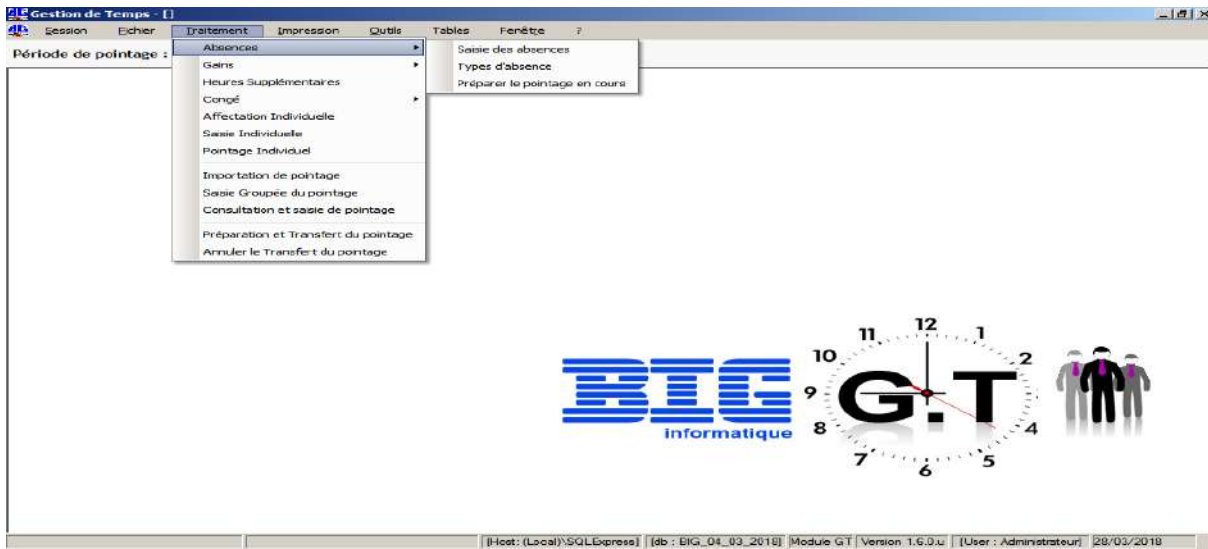 Gestion de Temps - []
Session Fichier Traitement Impression Outils Tables Fenêtre ?
Période de pointage :
Absences
Gains
Heures Supplémentaires
Congé
Affectation Individuelle
Saisie Individuelle
Pointage Individuel
Importation de pointage
Saisie Groupée du pointage
Consultation et saisie de pointage
Préparation et Transfert du pointage
Annuler le Transfert du pointage
Saisie des absences
Types d'absence
Préparer le pointage en cours
BIG
informatique
G.T
12
1
2
4
5
6
7
8
9
10
11
[Host: (Local)\SQLExpress] [db : BIG_04_03_2018] Module GT Version 1.6.0.u [User : Administrateur] 28/03/2018